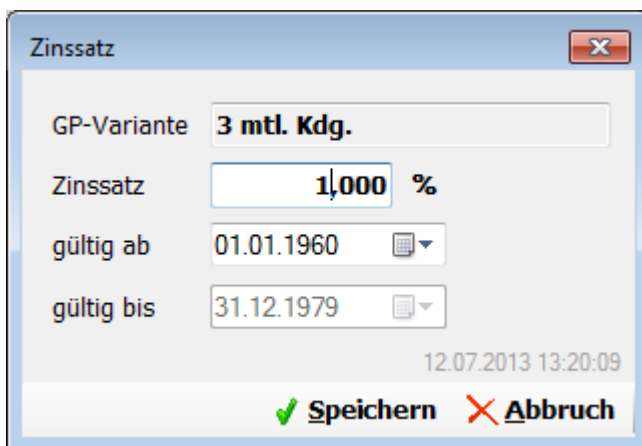 Zinssatz
GP-Variante 3 mtl. Kdg.
Zinssatz 1,000 %
gültig ab 01.01.1960
gültig bis 31.12.1979
12.07.2013 13:20:09
Speichern Abbruch